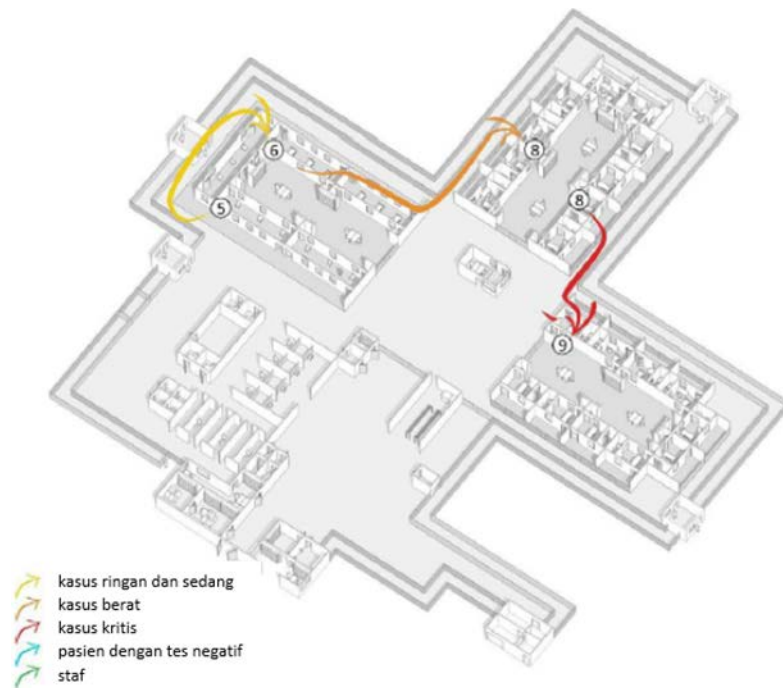 6
8
5
8
9
kasus ringan dan sedang
kasus berat
kasus kritis
pasien dengan tes negatif
staf